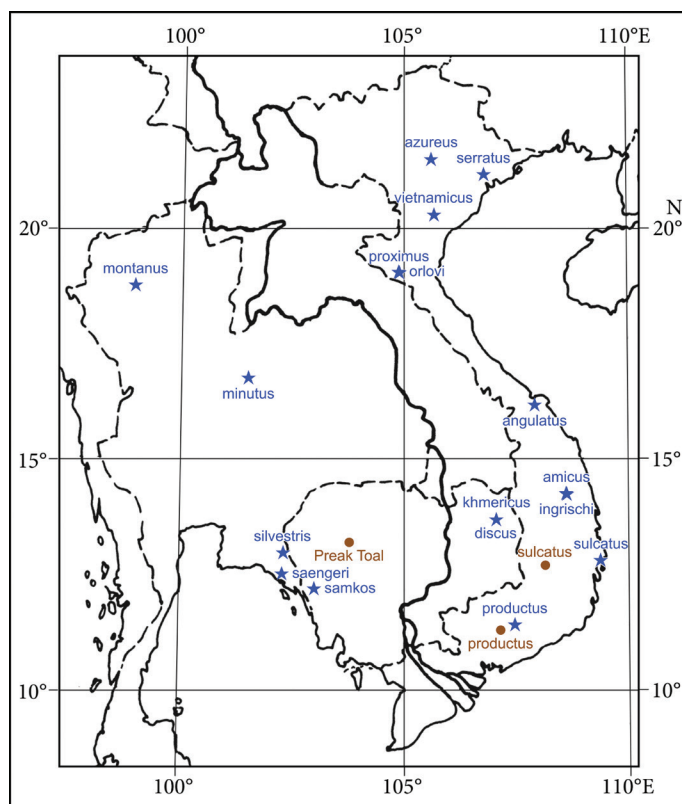 100°
105°
110°E
azureus
serratus
vietnamicus
N
20°
20°
proximus
orlovi
montanus
minutus
angulatus
15°
15°
amicus
ingrischi
khmericus
discus
silvestris
Preak Toal
sulcatus
sulcatus
saengeri
samkos
productus
productus
10°
10°
100°
105°
110°